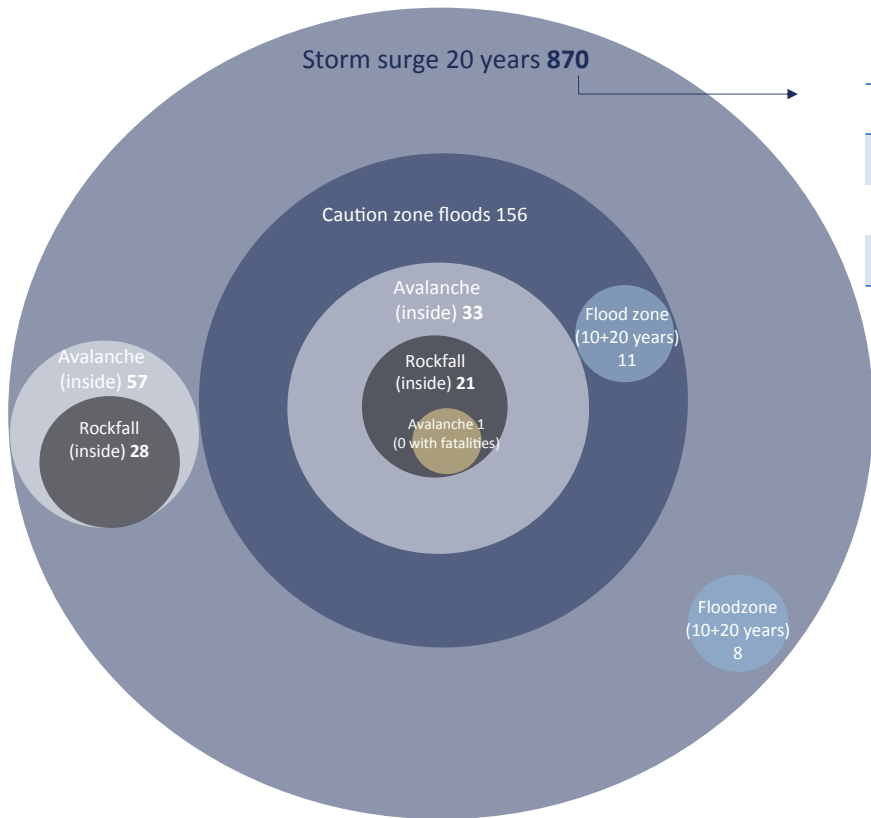 Storm surge 20 years 870
Caution zone floods 156
Avalanche
(inside) 33
Flood zone
(10+20 years)
11
Avalanche
(inside) 57
Rockfall
(inside) 21
Rockfall
(inside) 28
Avalanche 1
(0 with fatalities)
Floodzone
(10+20 years)
8